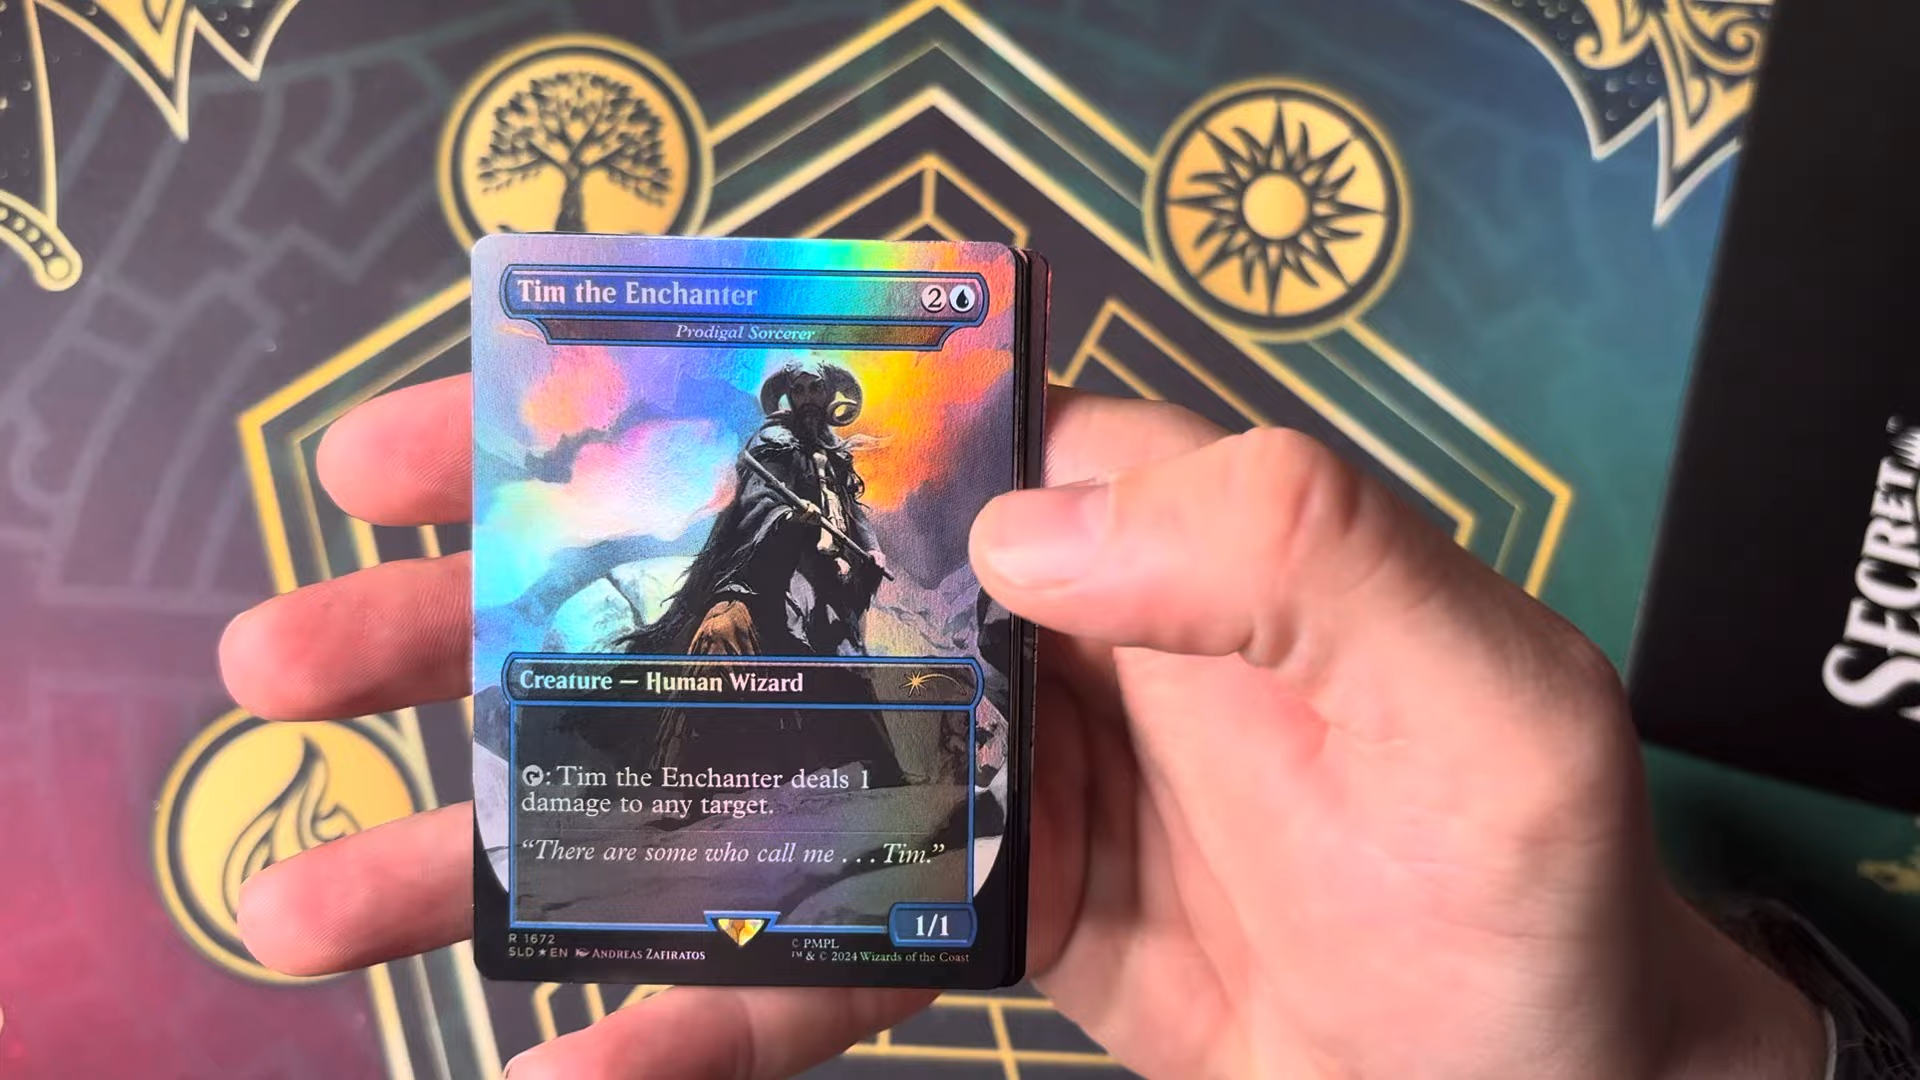 Tim the Enchanter 2
Prodigal Sorcerer
Creature — Human Wizard
: Tim the Enchanter deals 1
damage to any target.
“There are some who call me . . . Tim.”
1/1
R 1672
SLD ★ EN ANDREAS ZAFIRATOS
© PMPL
™ & © 2024 Wizards of the Coast
SECRET